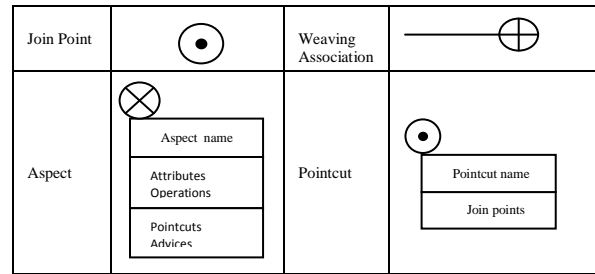 Join Point
Weaving
Association
Aspect
Aspect name
Attributes
Operations
Pointcuts
Advices
Pointcut
Pointcut name
Join points